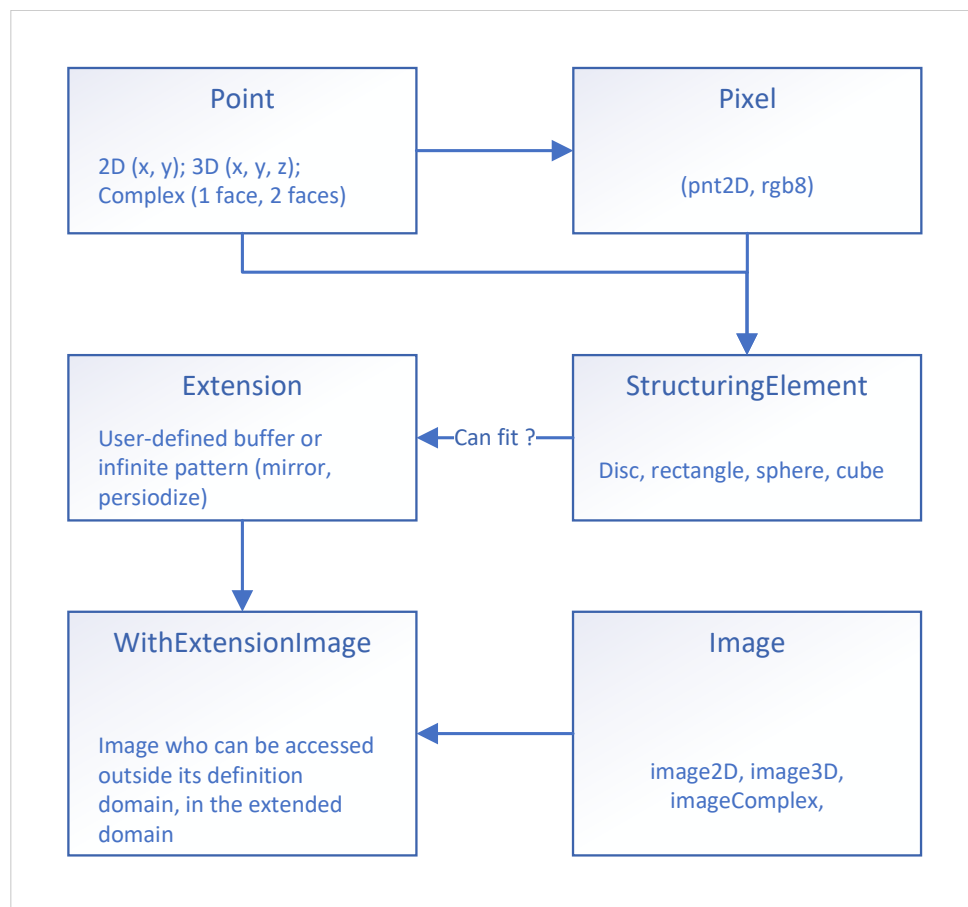 Point
2D (x, y); 3D (x, y, z);
Complex (1 face, 2 faces)
Pixel
(pnt2D, rgb8)
Extension
User-defined buffer or
infinite pattern (mirror,
persiodize)
Can fit ?
StructuringElement
Disc, rectangle, sphere, cube
WithExtensionImage
Image who can be accessed
outside its definition
domain, in the extended
domain
Image
image2D, image3D,
imageComplex,